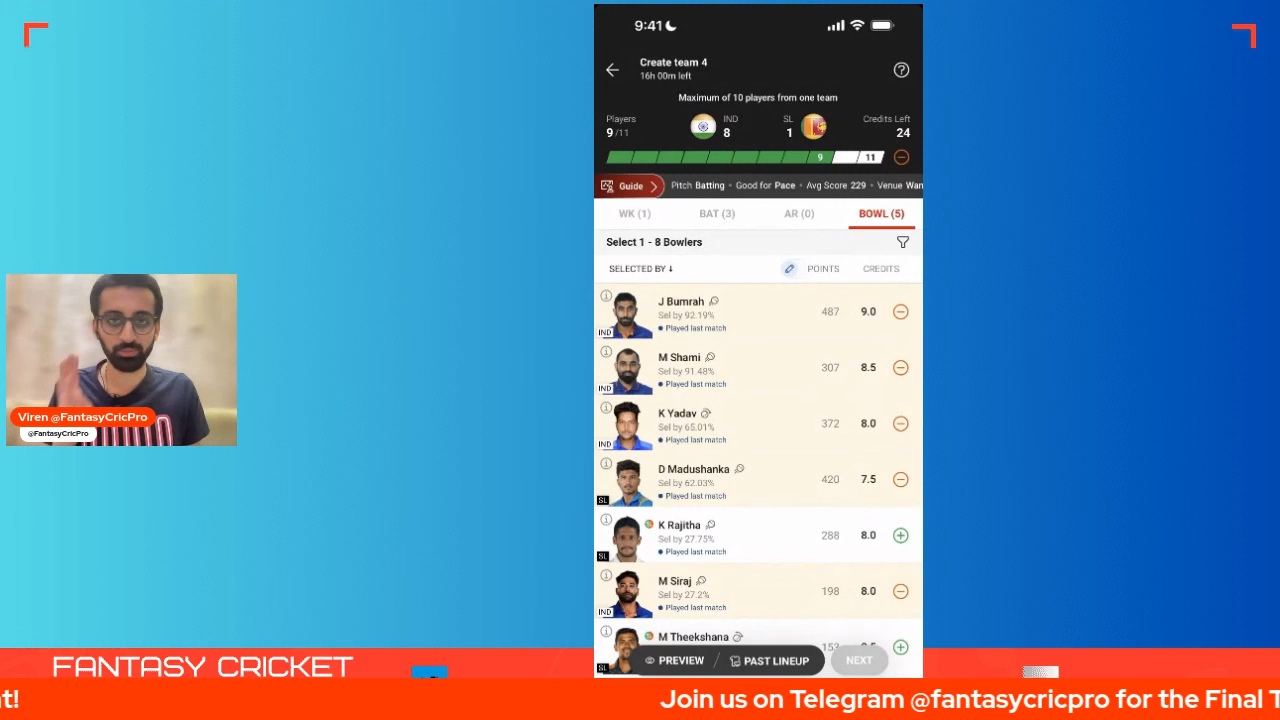 9:41
Create team 4
16h 00m left
Maximum of 10 players from one team
Players
9/11
IND
8
SL
1
Credits Left
24
9
11
Guide
Pitch Batting • Good for Pace • Avg Score 229 • Venue Wan
WK (1)
BAT (3)
AR (0)
BOWL (5)
Select 1 - 8 Bowlers
SELECTED BY ↓
POINTS
CREDITS
J Bumrah
Sel by 92.19%
• Played last match
IND
487
9.0
M Shami
Sel by 91.48%
• Played last match
IND
307
8.5
K Yadav
Sel by 65.01%
• Played last match
IND
372
8.0
D Madushanka
Sel by 62.03%
• Played last match
SL
420
7.5
K Rajitha
Sel by 27.75%
• Played last match
SL
288
8.0
M Siraj
Sel by 27.2%
• Played last match
IND
198
8.0
M Theekshana
SL
PREVIEW
PAST LINEUP
NEXT
Viren @FantasyCricPro
@FantasyCricPro
FANTASY CRICKET
t!
Join us on Telegram @fantasycricpro for the Final T